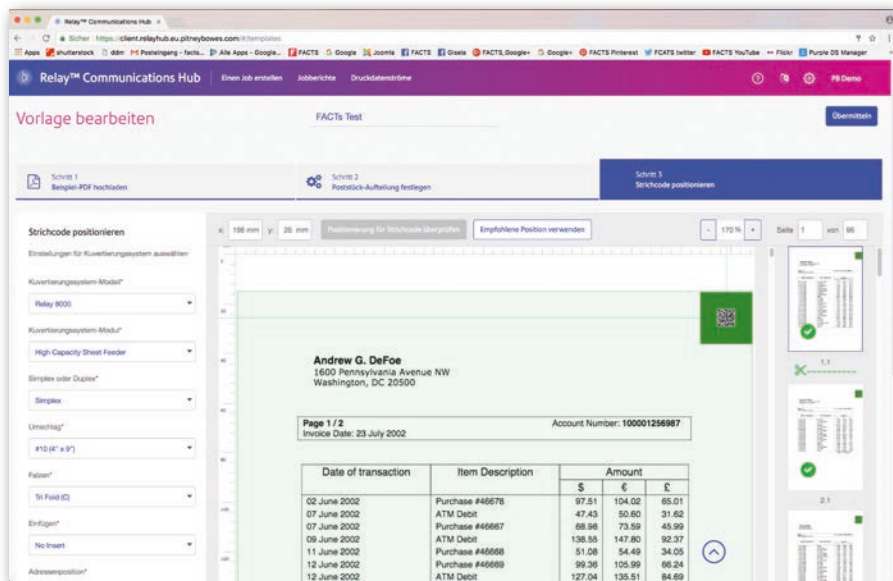 Relay™ Communications Hub
Sicher https://client.relayhub.eu.pitneybowes.com/#/templates
Apps shutterstock ddm Posteingang - facts... Alle Apps - Google... FACTS Google Joomla FACTS Gisela FACTS_Google+ Google+ FACTS Pinterest FCATS twitter FACTS YouTube Flickr Purple DS Manager
Relay™ Communications Hub Einen Job erstellen Jobberichte Druckdatenströme PB Demo
Vorlage bearbeiten FACTs Test Übermitteln
Schritt 1
Beispiel-PDF hochladen
Schritt 2
Poststück-Aufteilung festlegen
Schritt 3
Strichcode positionieren
Strichcode positionieren
Einstellungen für Kuvertierungssystem auswählen
Kuvertierungssystem-Modell*
Relay 8000
Kuvertierungssystem-Modul*
High Capacity Sheet Feeder
Simplex oder Duplex*
Simplex
Umschlag*
#10 (4" x 9")
Falzen*
Tri Fold (C)
Einfügen*
No Insert
Adressenposition*
x: 198 mm y: 26 mm Positionierung für Strichcode überprüfen Empfohlene Position verwenden - 170 % + Seite 1 von 66
Andrew G. DeFoe
1600 Pennsylvania Avenue NW
Washington, DC 20500
Page 1 / 2 Account Number: 100001256987
Invoice Date: 23 July 2002
Date of transaction Item Description Amount
$ € £
02 June 2002 Purchase #46678 97.51 104.02 65.01
07 June 2002 ATM Debit 47.43 50.60 31.62
07 June 2002 Purchase #46667 68.98 73.59 45.99
09 June 2002 ATM Debit 138.55 147.80 92.37
11 June 2002 Purchase #46668 51.08 54.49 34.05
12 June 2002 Purchase #46669 99.36 105.99 66.24
12 June 2002 ATM Debit 127.04 135.51 84.69
1.1
2.1